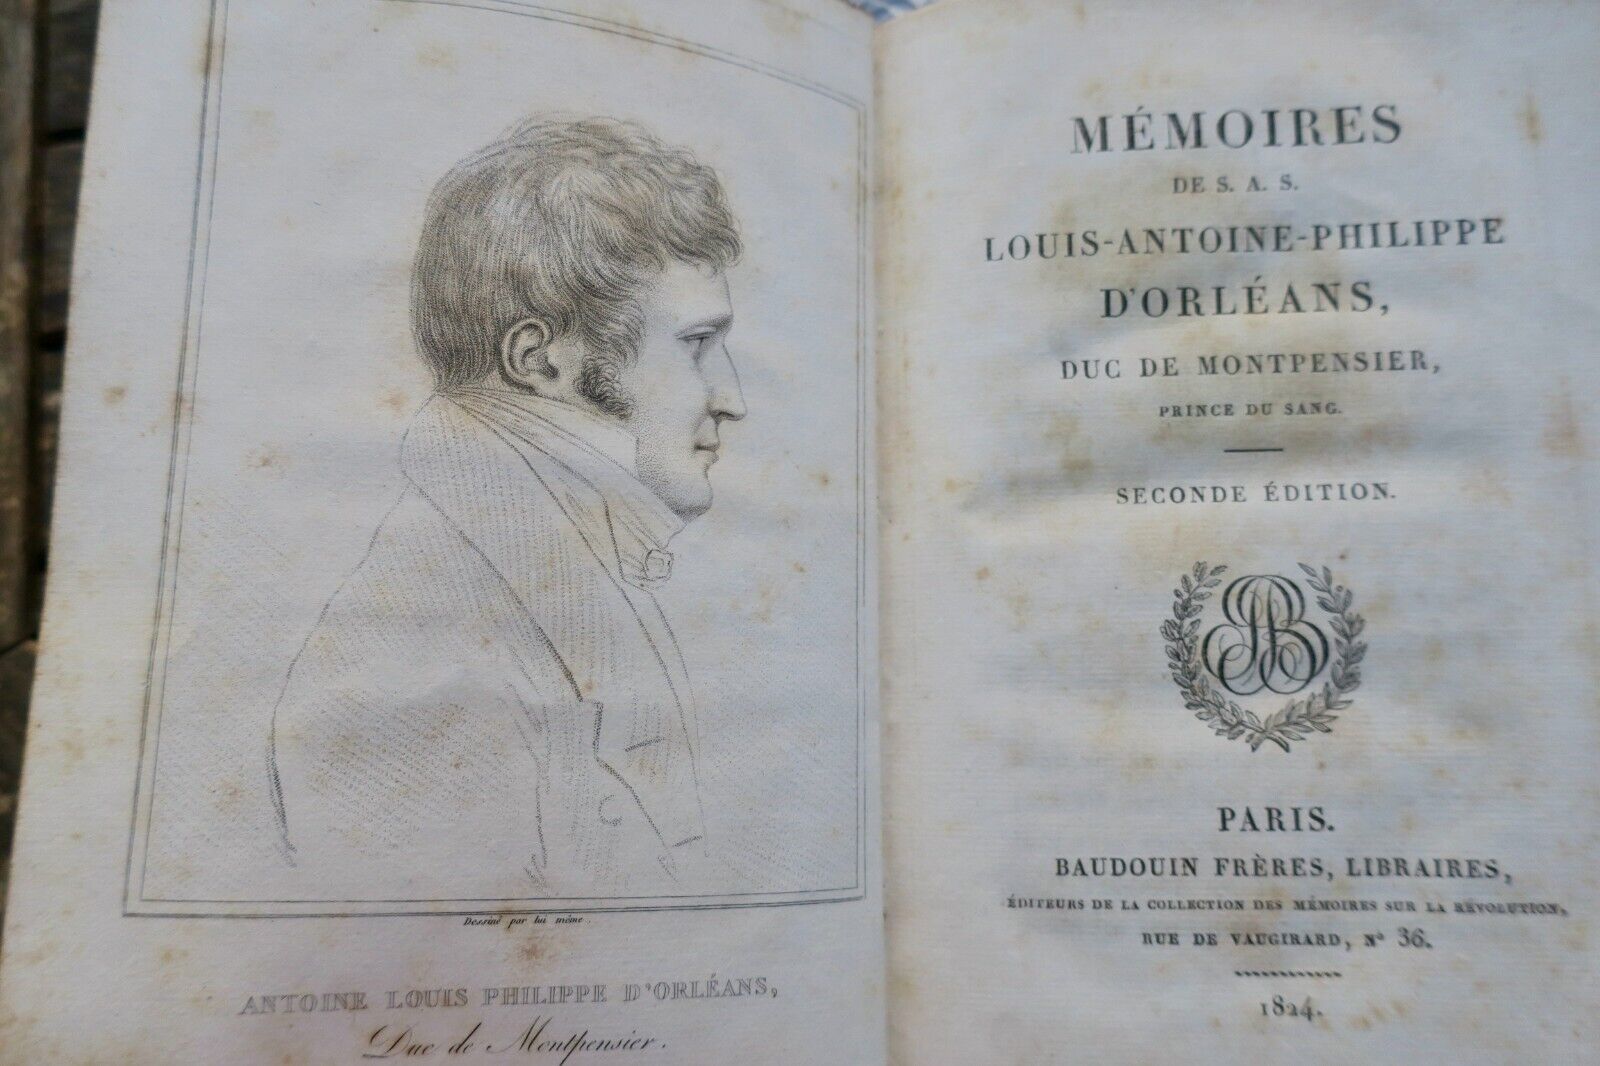 Dessiné par lui même.
ANTOINE LOUIS PHILIPPE D'ORLÉANS,
Duc de Montpensier.
MÉMOIRES
DE S. A. S.
LOUIS-ANTOINE-PHILIPPE
D'ORLÉANS,
DUC DE MONTPENSIER,
PRINCE DU SANG.
SECONDE ÉDITION.
PARIS.
BAUDOUIN FRÈRES, LIBRAIRES,
ÉDITEURS DE LA COLLECTION DES MÉMOIRES SUR LA RÉVOLUTION,
RUE DE VAUGIRARD, No 36.
1824.